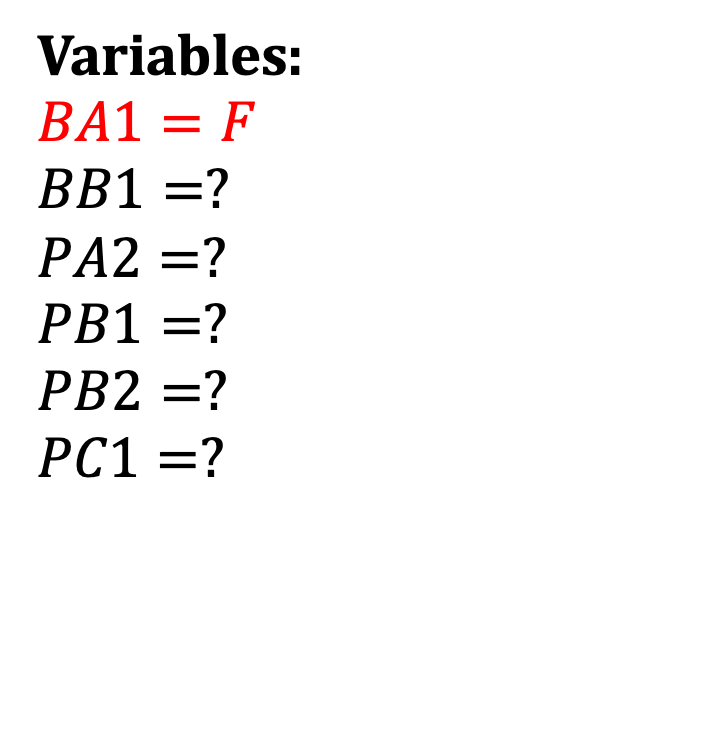 Variables:
BA1 = F
BB1 =?
PA2 =?
PB1 =?
PB2 =?
PC1 =?